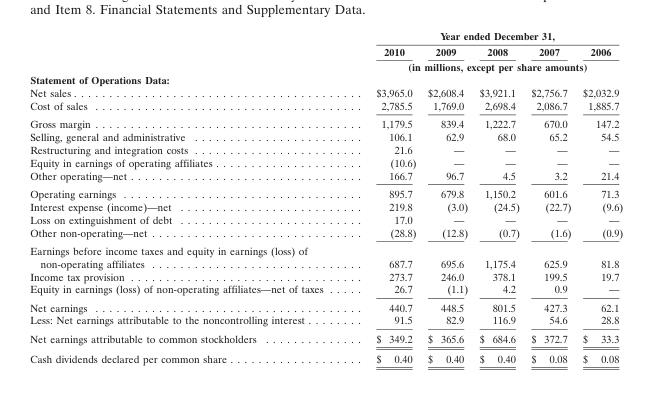 and Item 8. Financial Statements and Supplementary Data.
Year ended December 31,
2010 2009 2008 2007 2006
(in millions, except per share amounts)
Statement of Operations Data:
Net sales . . . . . . . . . . $3,965.0 $2,608.4 $3,921.1 $2,756.7 $2,032.9
Cost of sales . . . . . . . . . . 2,785.5 1,769.0 2,698.4 2,086.7 1,885.7
Gross margin . . . . . . . . . . 1,179.5 839.4 1,222.7 670.0 147.2
Selling, general and administrative . . . . . . . . . . 106.1 62.9 68.0 65.2 54.5
Restructuring and integration costs . . . . . . . . . . 21.6 — — — —
Equity in earnings of operating affiliates . . . . . . . . . . (10.6) — — — —
Other operating—net . . . . . . . . . . 166.7 96.7 4.5 3.2 21.4
Operating earnings . . . . . . . . . . 895.7 679.8 1,150.2 601.6 71.3
Interest expense (income)—net . . . . . . . . . . 219.8 (3.0) (24.5) (22.7) (9.6)
Loss on extinguishment of debt . . . . . . . . . . 17.0 — — — —
Other non-operating—net . . . . . . . . . . (28.8) (12.8) (0.7) (1.6) (0.9)
Earnings before income taxes and equity in earnings (loss) of
non-operating affiliates . . . . . . . . . . 687.7 695.6 1,175.4 625.9 81.8
Income tax provision . . . . . . . . . . 273.7 246.0 378.1 199.5 19.7
Equity in earnings (loss) of non-operating affiliates—net of taxes . . . . . 26.7 (1.1) 4.2 0.9 —
Net earnings . . . . . . . . . . 440.7 448.5 801.5 427.3 62.1
Less: Net earnings attributable to the noncontrolling interest . . . . . . . . 91.5 82.9 116.9 54.6 28.8
Net earnings attributable to common stockholders . . . . . . . . . . $ 349.2 $ 365.6 $ 684.6 $ 372.7 $ 33.3
Cash dividends declared per common share . . . . . . . . . . $ 0.40 $ 0.40 $ 0.40 $ 0.08 $ 0.08